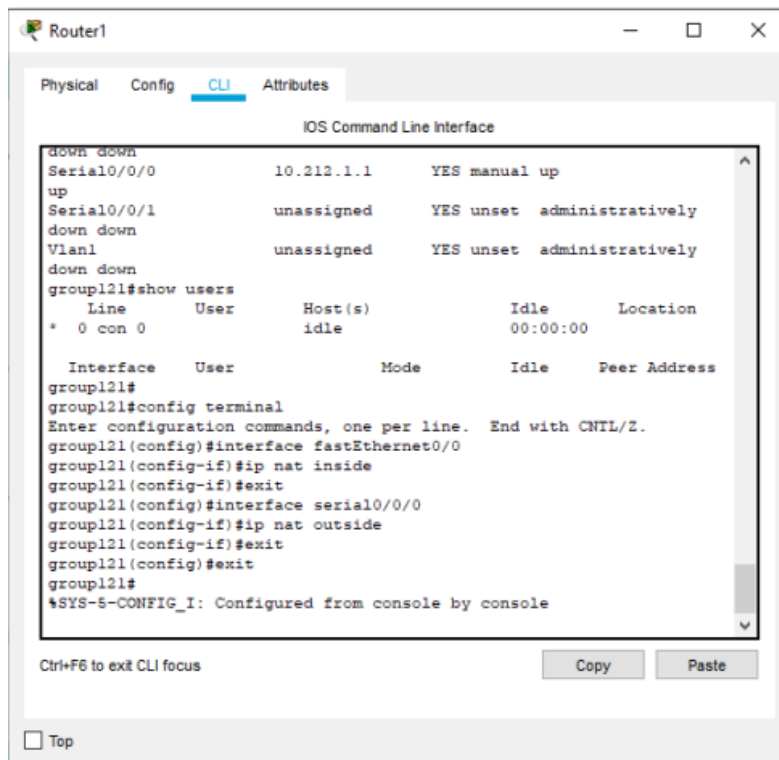 Router1
Physical Config CLI Attributes
IOS Command Line Interface
down down
Serial0/0/0 10.212.1.1 YES manual up
up
Serial0/0/1 unassigned YES unset administratively
down down
Vlan1 unassigned YES unset administratively
down down
group121#show users
Line User Host(s) Idle Location
* 0 con 0 idle 00:00:00
Interface User Mode Idle Peer Address
group121#
group121#config terminal
Enter configuration commands, one per line. End with CNTL/Z.
group121(config)#interface fastEthernet0/0
group121(config-if)#ip nat inside
group121(config-if)#exit
group121(config)#interface serial0/0/0
group121(config-if)#ip nat outside
group121(config-if)#exit
group121(config)#exit
group121#
%SYS-5-CONFIG_I: Configured from console by console
Ctrl+F6 to exit CLI focus
Copy Paste
Top